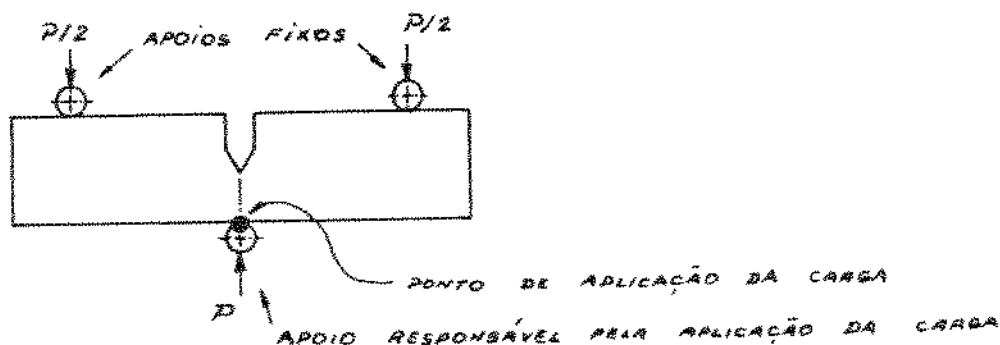 P/2 APOIOS FIXOS P/2
PONTO DE APLICAÇÃO DA CARGA
P
APOIO RESPONSÁVEL PELA APLICAÇÃO DA CARGA